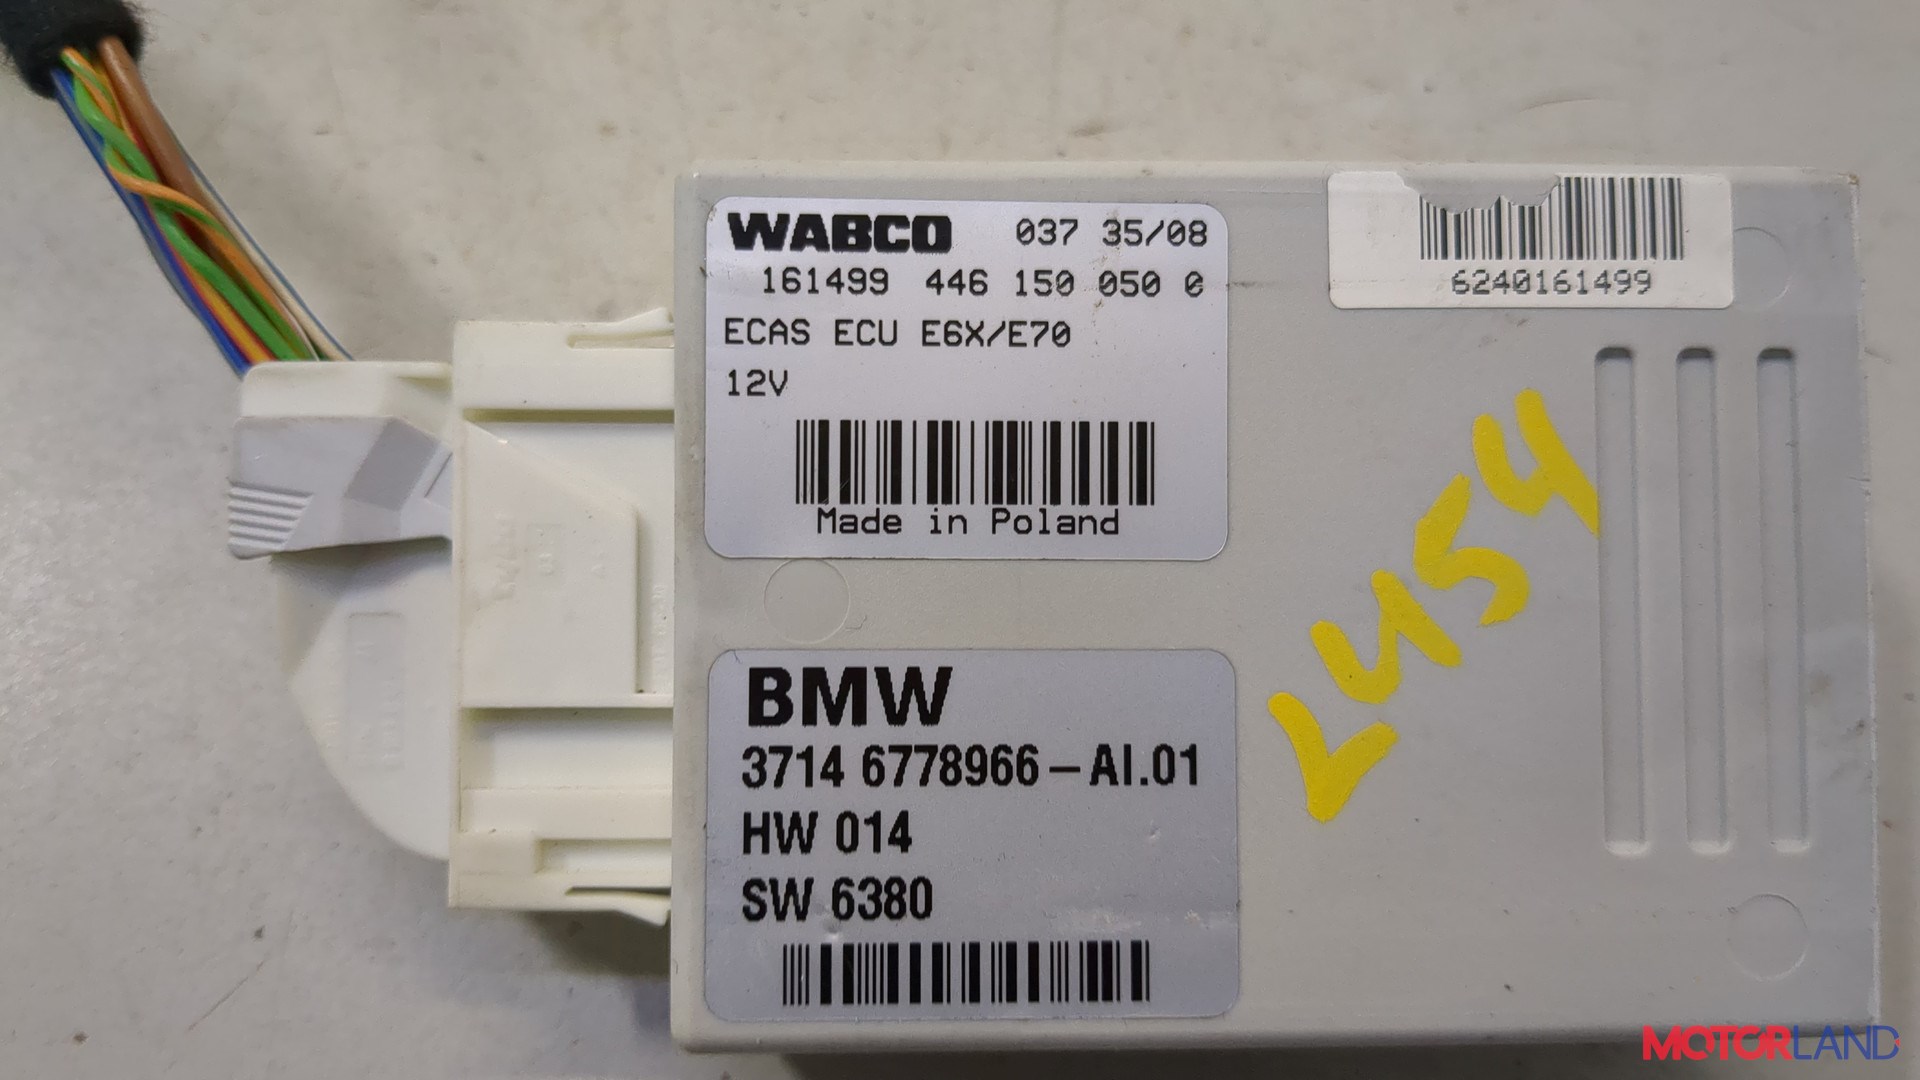 WABCO 037 35/08
161499 446 150 050 0
ECAS ECU E6X/E70
12V
Made in Poland
6240161499
BMW
3714 6778966-AI.01
HW 014
SW 6380
L454
MOTORLAND